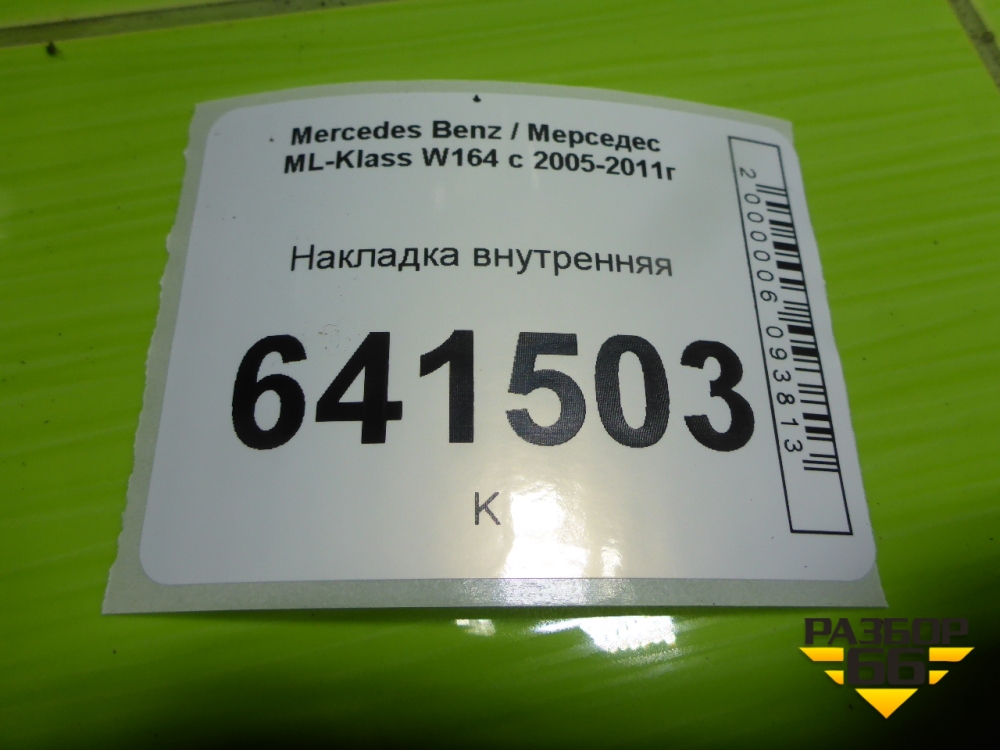 Mercedes Benz / Мерседес
ML-Klass W164 с 2005-2011г
Накладка внутренняя
641503
К
2000006093813
РАЗБОР
66